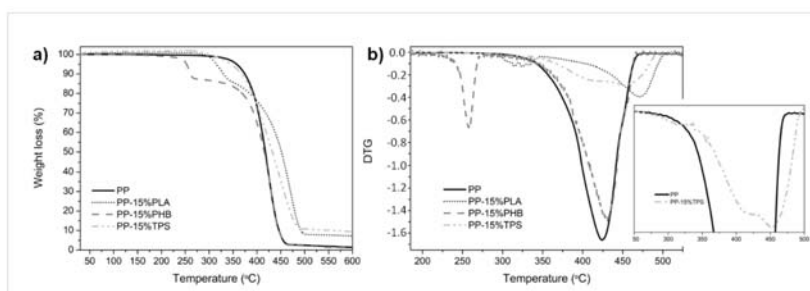 a)
100
90
80
70
60
50
40
30
20
10
0
Weight loss (%)
PP
PP-15%PLA
PP-15%PHB
PP-15%TPS
50 100 150 200 250 300 350 400 450 500 550 600
Temperature (ºC)
b)
0.0
-0.2
-0.4
-0.6
-0.8
-1.0
-1.2
-1.4
-1.6
DTG
PP
PP-15%PLA
PP-15%PHB
PP-15%TPS
200 250 300 350 400 450 500
Temperature (ºC)
PP
PP-15%TPS
300 350 400 450 500